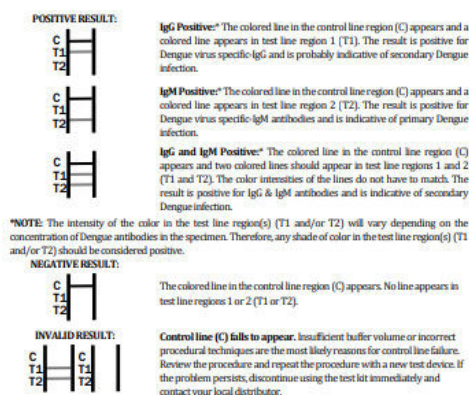 POSITIVE RESULT:
C
T1
T2
IgG Positive:* The colored line in the control line region (C) appears and a
colored line appears in test line region 1 (T1). The result is positive for
Dengue virus specific-IgG and is probably indicative of secondary Dengue
infection.
C
T1
T2
IgM Positive:* The colored line in the control line region (C) appears and a
colored line appears in test line region 2 (T2). The result is positive for
Dengue virus specific-IgM antibodies and is indicative of primary Dengue
infection.
C
T1
T2
IgG and IgM Positive:* The colored line in the control line region (C)
appears and two colored lines should appear in test line regions 1 and 2
(T1 and T2). The color intensities of the lines do not have to match. The
result is positive for IgG & IgM antibodies and is indicative of secondary
Dengue infection.
*NOTE: The intensity of the color in the test line region(s) (T1 and/or T2) will vary depending on the
concentration of Dengue antibodies in the specimen. Therefore, any shade of color in the test line region(s) (T1
and/or T2) should be considered positive.
NEGATIVE RESULT:
C
T1
T2
The colored line in the control line region (C) appears. No line appears in
test line regions 1 or 2 (T1 or T2).
INVALID RESULT:
C C
T1 T1
T2 T2
Control line (C) fails to appear. Insufficient buffer volume or incorrect
procedural techniques are the most likely reasons for control line failure.
Review the procedure and repeat the procedure with a new test device. If
the problem persists, discontinue using the test kit immediately and
contact your local distributor.